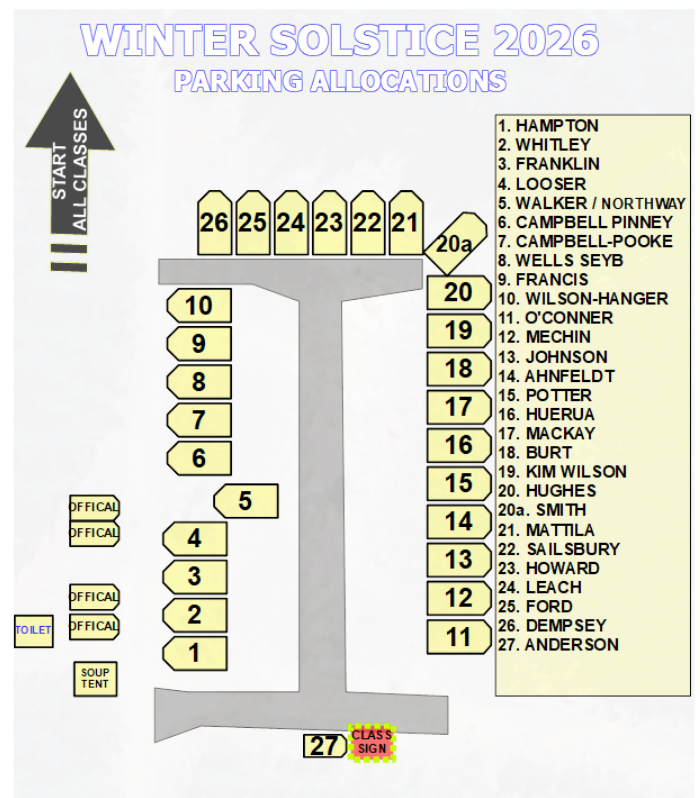 WINTER SOLSTICE 2026
PARKING ALLOCATIONS
START
ALL CLASSES
1. HAMPTON
2. WHITLEY
3. FRANKLIN
4. LOOSER
5. WALKER / NORTHWAY
6. CAMPBELL PINNEY
7. CAMPBELL-POOKE
8. WELLS SEYB
9. FRANCIS
10. WILSON-HANGER
11. O'CONNER
12. MECHIN
13. JOHNSON
14. AHNFELDT
15. POTTER
16. HUERUA
17. MACKAY
18. BURT
19. KIM WILSON
20. HUGHES
20a. SMITH
21. MATTILA
22. SAILSBURY
23. HOWARD
24. LEACH
25. FORD
26. DEMPSEY
27. ANDERSON
26 25 24 23 22 21
20a
10
20
9
19
8
18
7
17
6
16
5
15
4
14
3
13
2
12
1
11
OFFICAL
OFFICAL
OFFICAL
OFFICAL
TOILET
SOUP
TENT
27
CLASS
SIGN